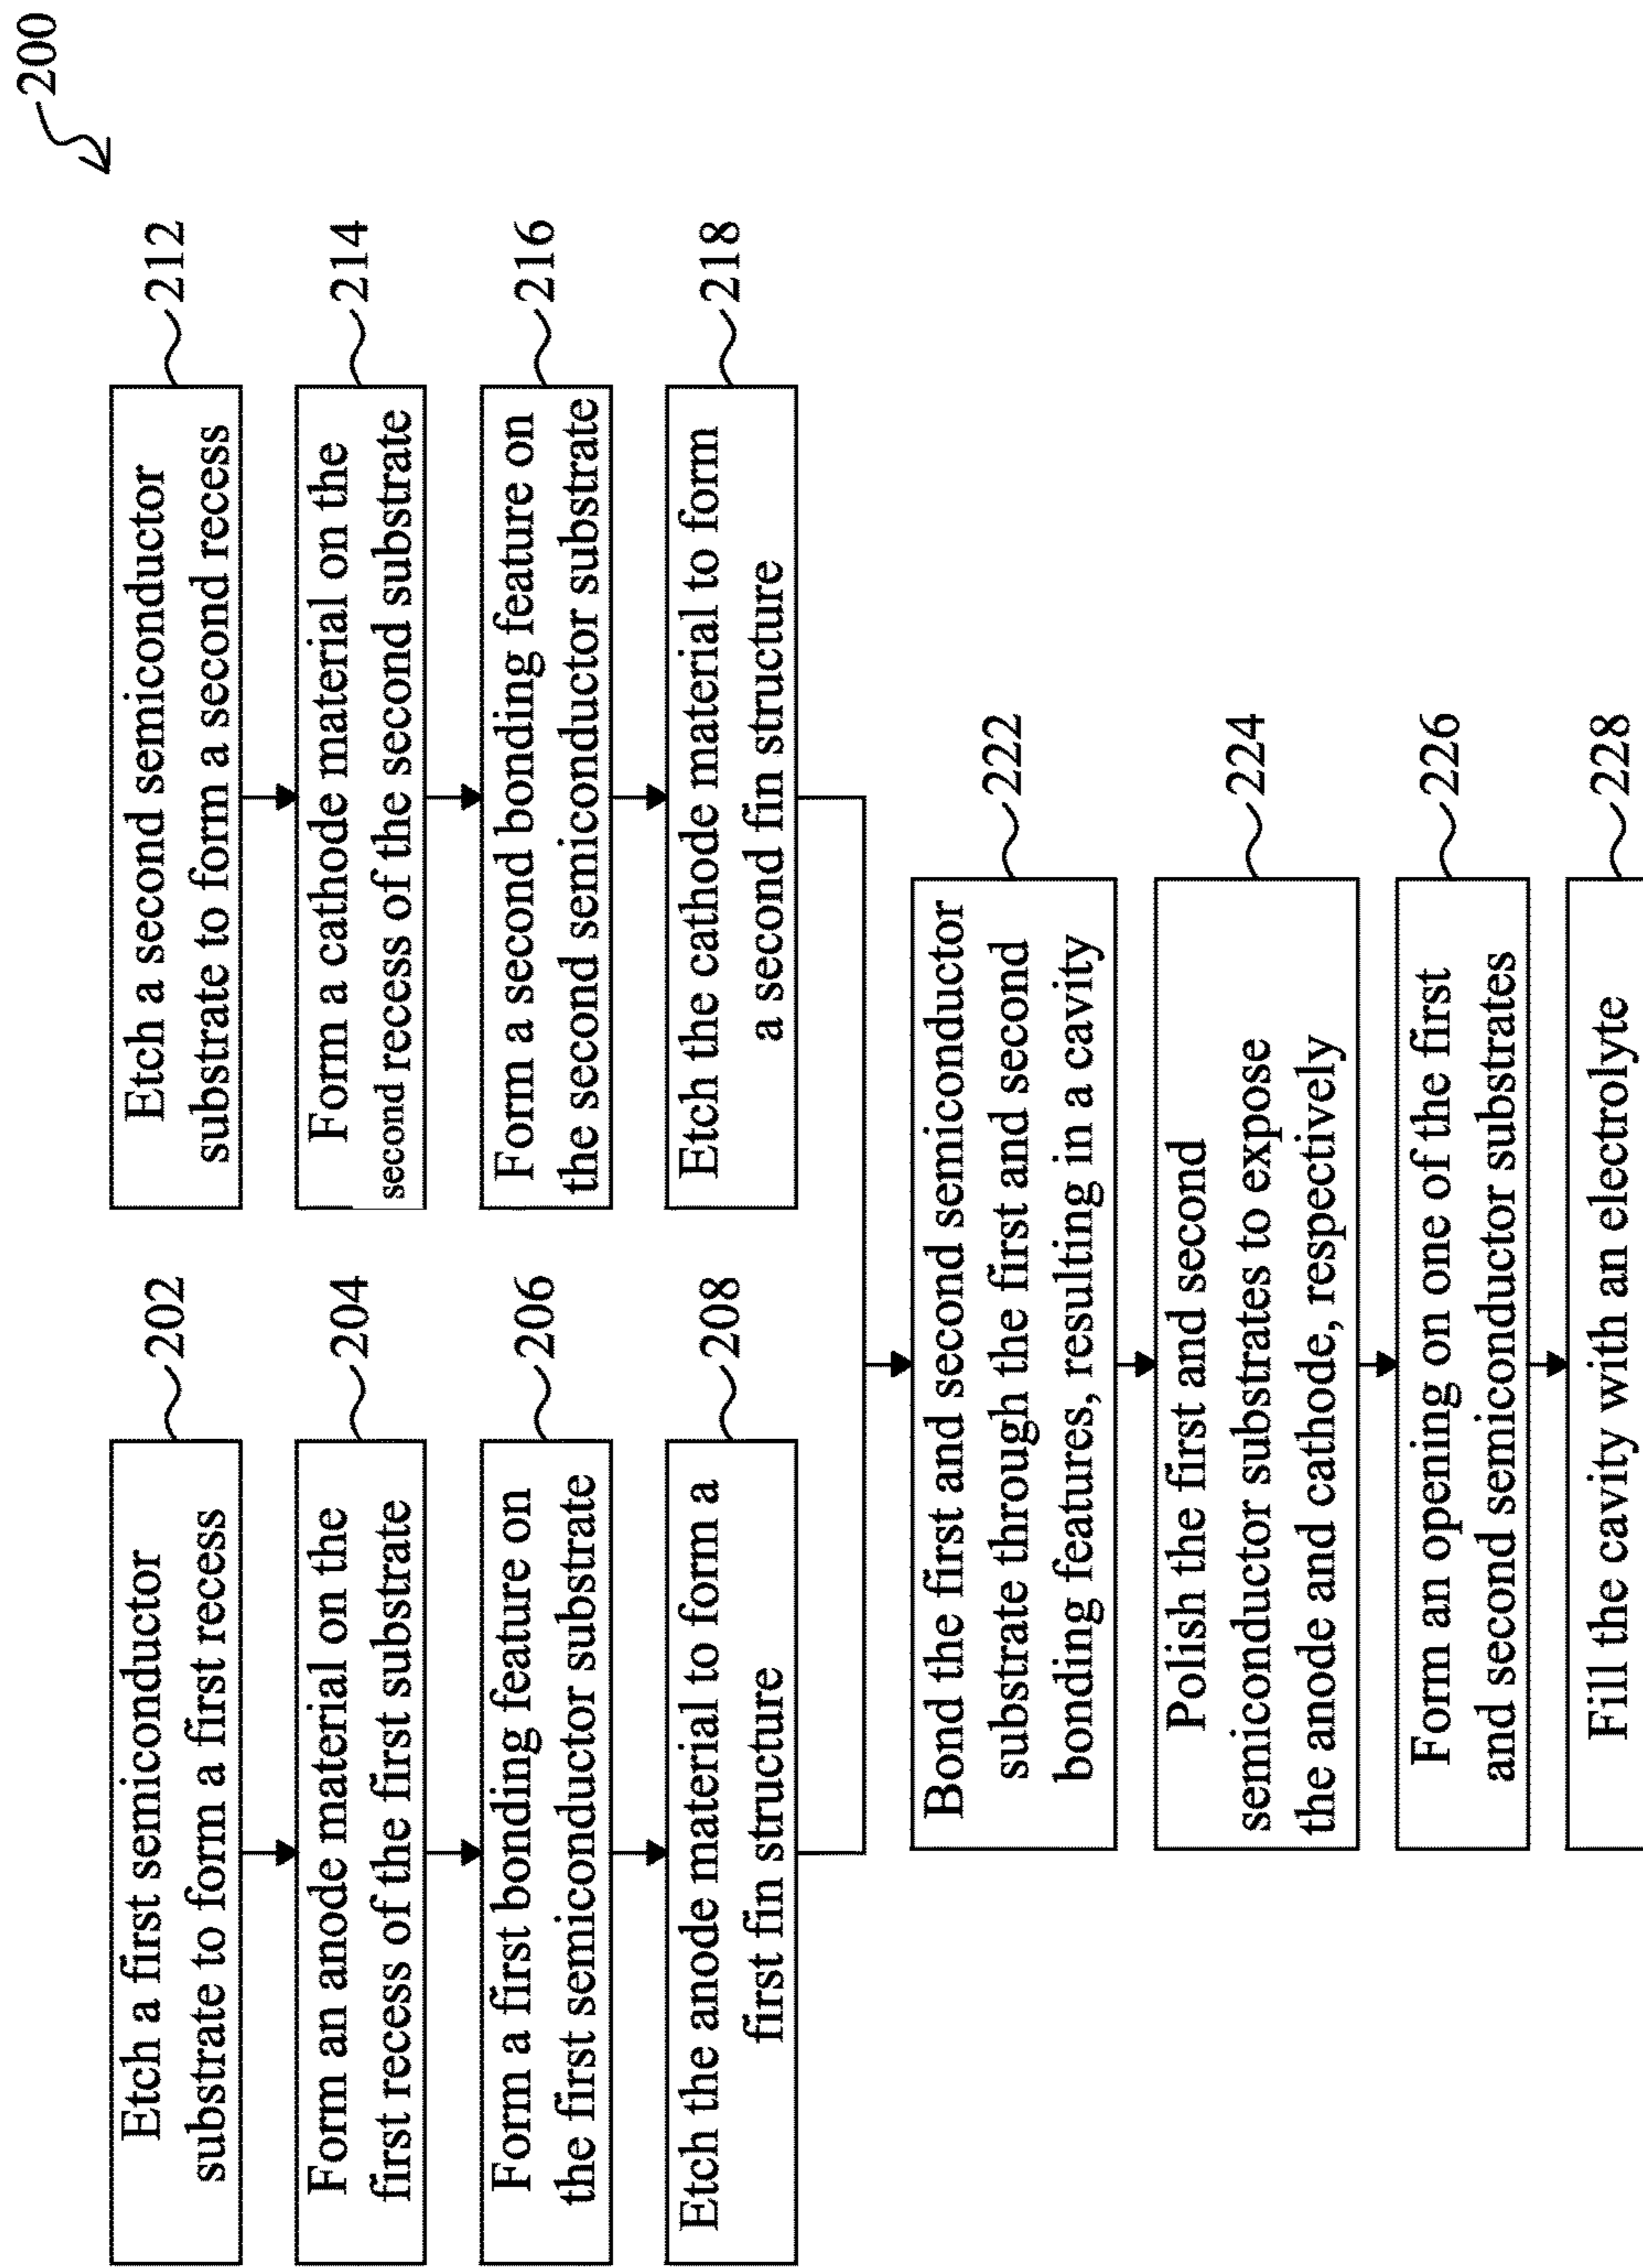 200
Etch a first semiconductor
substrate to form a first recess
202
Form an anode material on the
first recess of the first substrate
204
Form a first bonding feature on
the first semiconductor substrate
206
Etch the anode material to form a
first fin structure
208
Etch a second semiconductor
substrate to form a second recess
212
Form a cathode material on the
second recess of the second substrate
214
Form a second bonding feature on
the second semiconductor substrate
216
Etch the cathode material to form
a second fin structure
218
Bond the first and second semiconductor
substrate through the first and second
bonding features, resulting in a cavity
222
Polish the first and second
semiconductor substrates to expose
the anode and cathode, respectively
224
Form an opening on one of the first
and second semiconductor substrates
226
Fill the cavity with an electrolyte
228